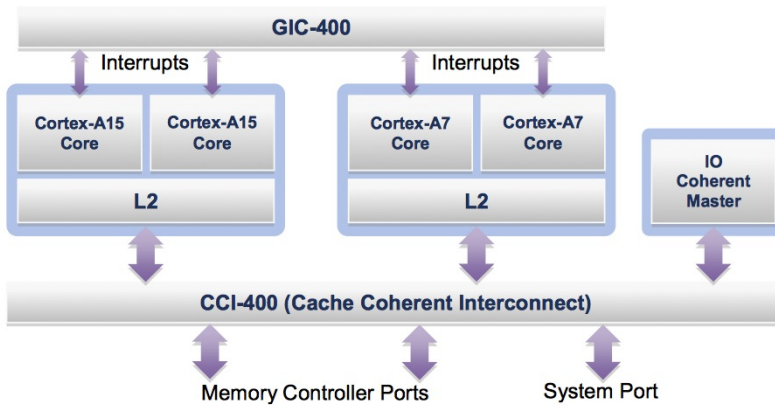 GIC-400
Interrupts
Interrupts
Cortex-A15
Core
Cortex-A15
Core
Cortex-A7
Core
Cortex-A7
Core
L2
L2
IO
Coherent
Master
CCI-400 (Cache Coherent Interconnect)
Memory Controller Ports
System Port